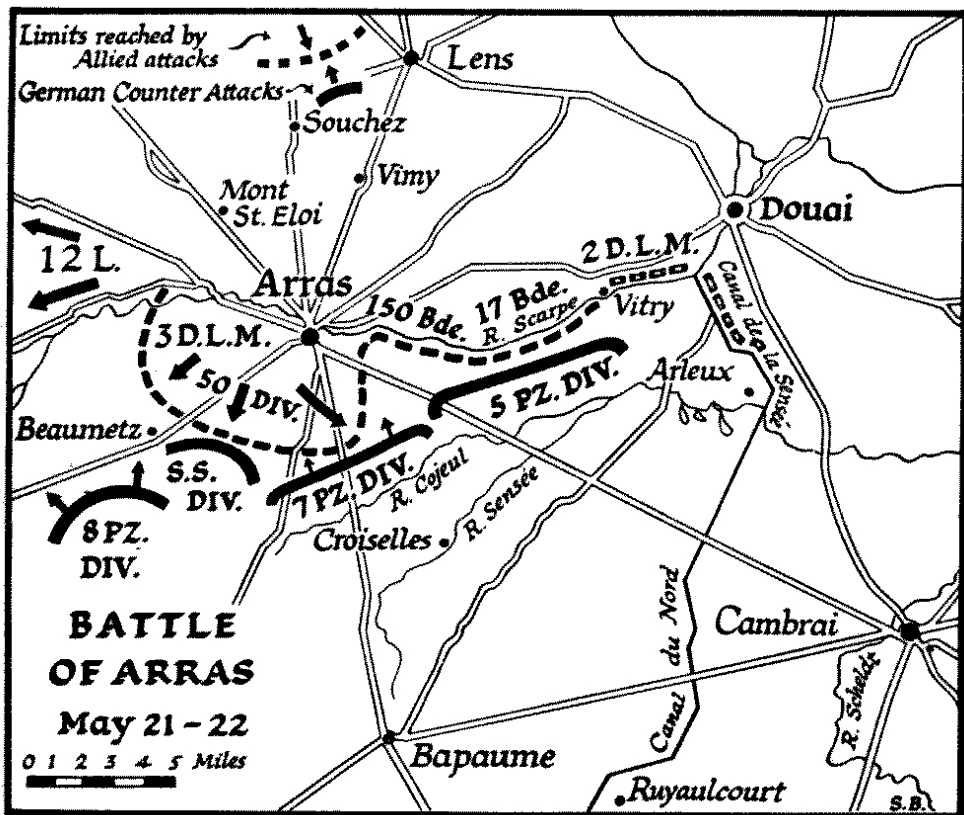 Limits reached by
Allied attacks
German Counter Attacks
Lens
Souchez
Vimy
Mont
St. Eloi
Douai
12 L.
Arras
2 D.L.M.
150 Bde.
17 Bde.
R. Scarpe
Vitry
Canal de la Sensée
3 D.L.M.
50 DIV.
5 PZ. DIV.
Arleux
Beaumetz
S.S.
DIV.
7 PZ. DIV.
R. Cojeul
R. Sensée
8 PZ.
DIV.
Croiselles
BATTLE
OF ARRAS
May 21 - 22
0 1 2 3 4 5 Miles
Canal du Nord
Cambrai
R. Scheldt
Bapaume
Ruyaulcourt
S.B.